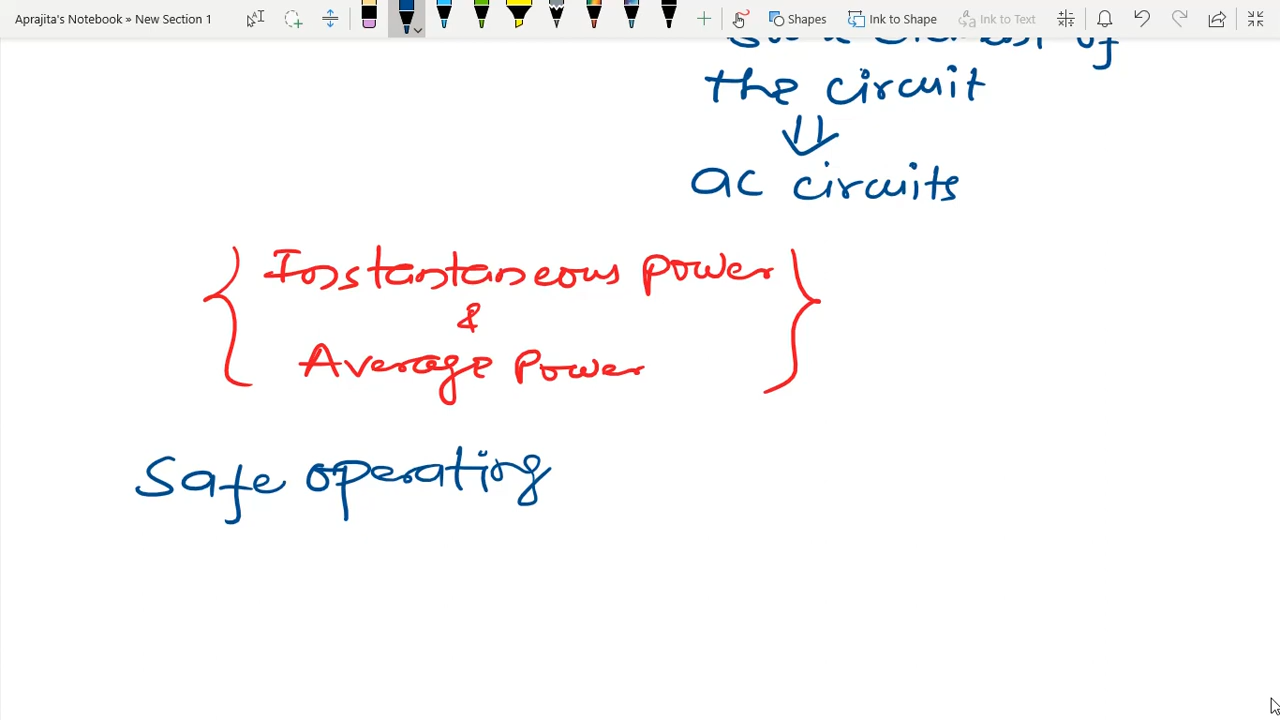 Aprajita's Notebook » New Section 1
Shapes
Ink to Shape
Ink to Text
of
the circuit
ac circuits
Instantaneous power
&
Average Power
Safe operating